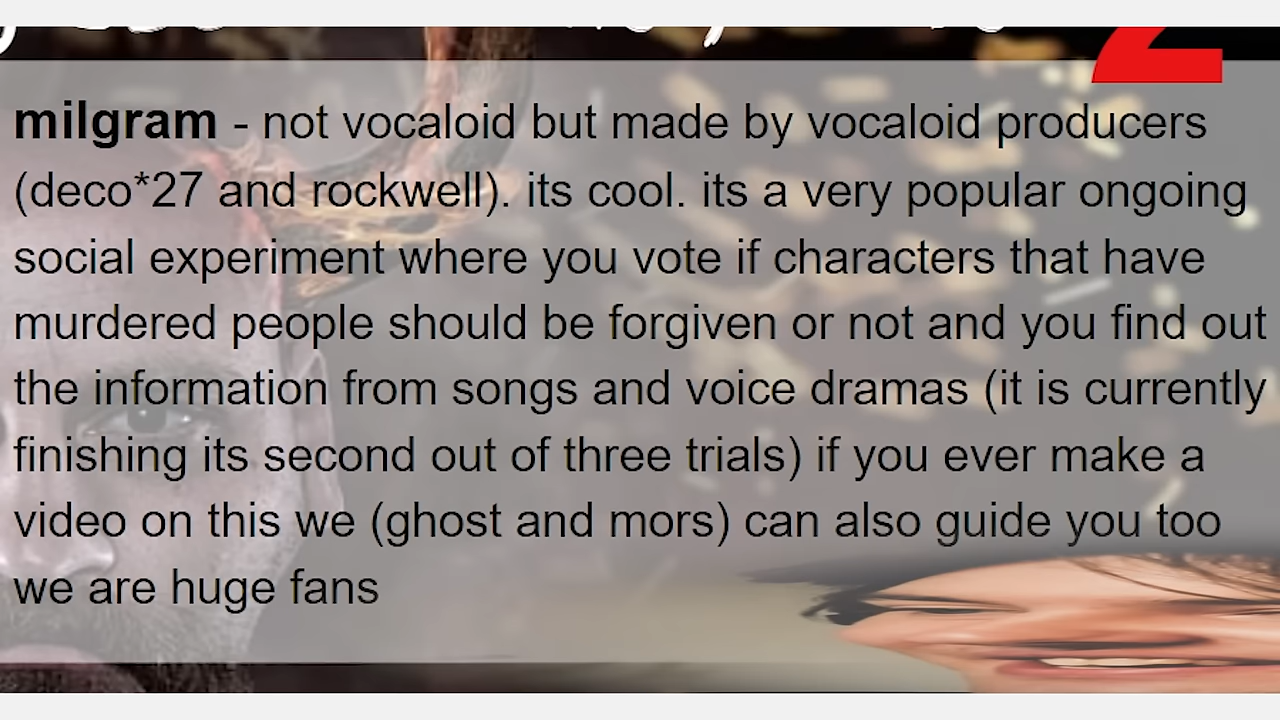 milgram - not vocaloid but made by vocaloid producers
(deco*27 and rockwell). its cool. its a very popular ongoing
social experiment where you vote if characters that have
murdered people should be forgiven or not and you find out
the information from songs and voice dramas (it is currently
finishing its second out of three trials) if you ever make a
video on this we (ghost and mors) can also guide you too
we are huge fans